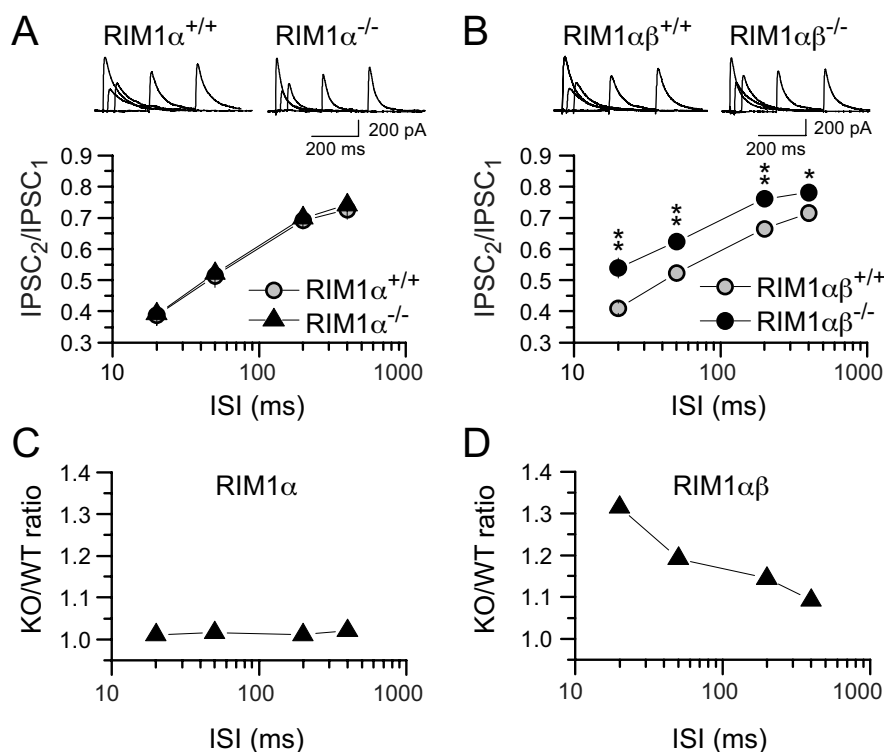 A
RIM1α+/+
RIM1α-/-
200 pA
200 ms
IPSC2/IPSC1
0.9
0.8
0.7
0.6
0.5
0.4
0.3
RIM1α+/+
RIM1α-/-
10
100
1000
ISI (ms)
B
RIM1αβ+/+
RIM1αβ-/-
200 pA
200 ms
IPSC2/IPSC1
0.9
0.8
0.7
0.6
0.5
0.4
0.3
**
**
**
*
RIM1αβ+/+
RIM1αβ-/-
10
100
1000
ISI (ms)
C
RIM1α
KO/WT ratio
1.4
1.3
1.2
1.1
1.0
10
100
1000
ISI (ms)
D
RIM1αβ
KO/WT ratio
1.4
1.3
1.2
1.1
1.0
10
100
1000
ISI (ms)